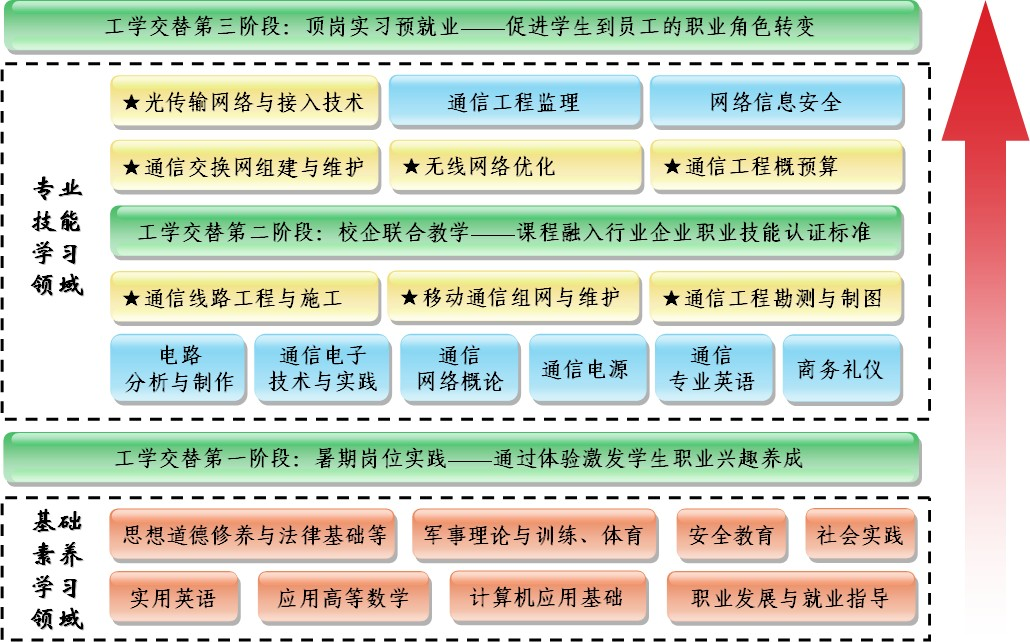 工学交替第三阶段：顶岗实习预就业——促进学生到员工的职业角色转变
★光传输网络与接入技术
通信工程监理
网络信息安全
★通信交换网组建与维护
★无线网络优化
★通信工程概预算
专业
技能
学习
领域
工学交替第二阶段：校企联合教学——课程融入行业企业职业技能认证标准
★通信线路工程与施工
★移动通信组网与维护
★通信工程勘测与制图
电路
分析与制作
通信电子
技术与实践
通信
网络概论
通信电源
通信
专业英语
商务礼仪
工学交替第一阶段：暑期岗位实践——通过体验激发学生职业兴趣养成
基础
素养
学习
领域
思想道德修养与法律基础等
军事理论与训练、体育
安全教育
社会实践
实用英语
应用高等数学
计算机应用基础
职业发展与就业指导